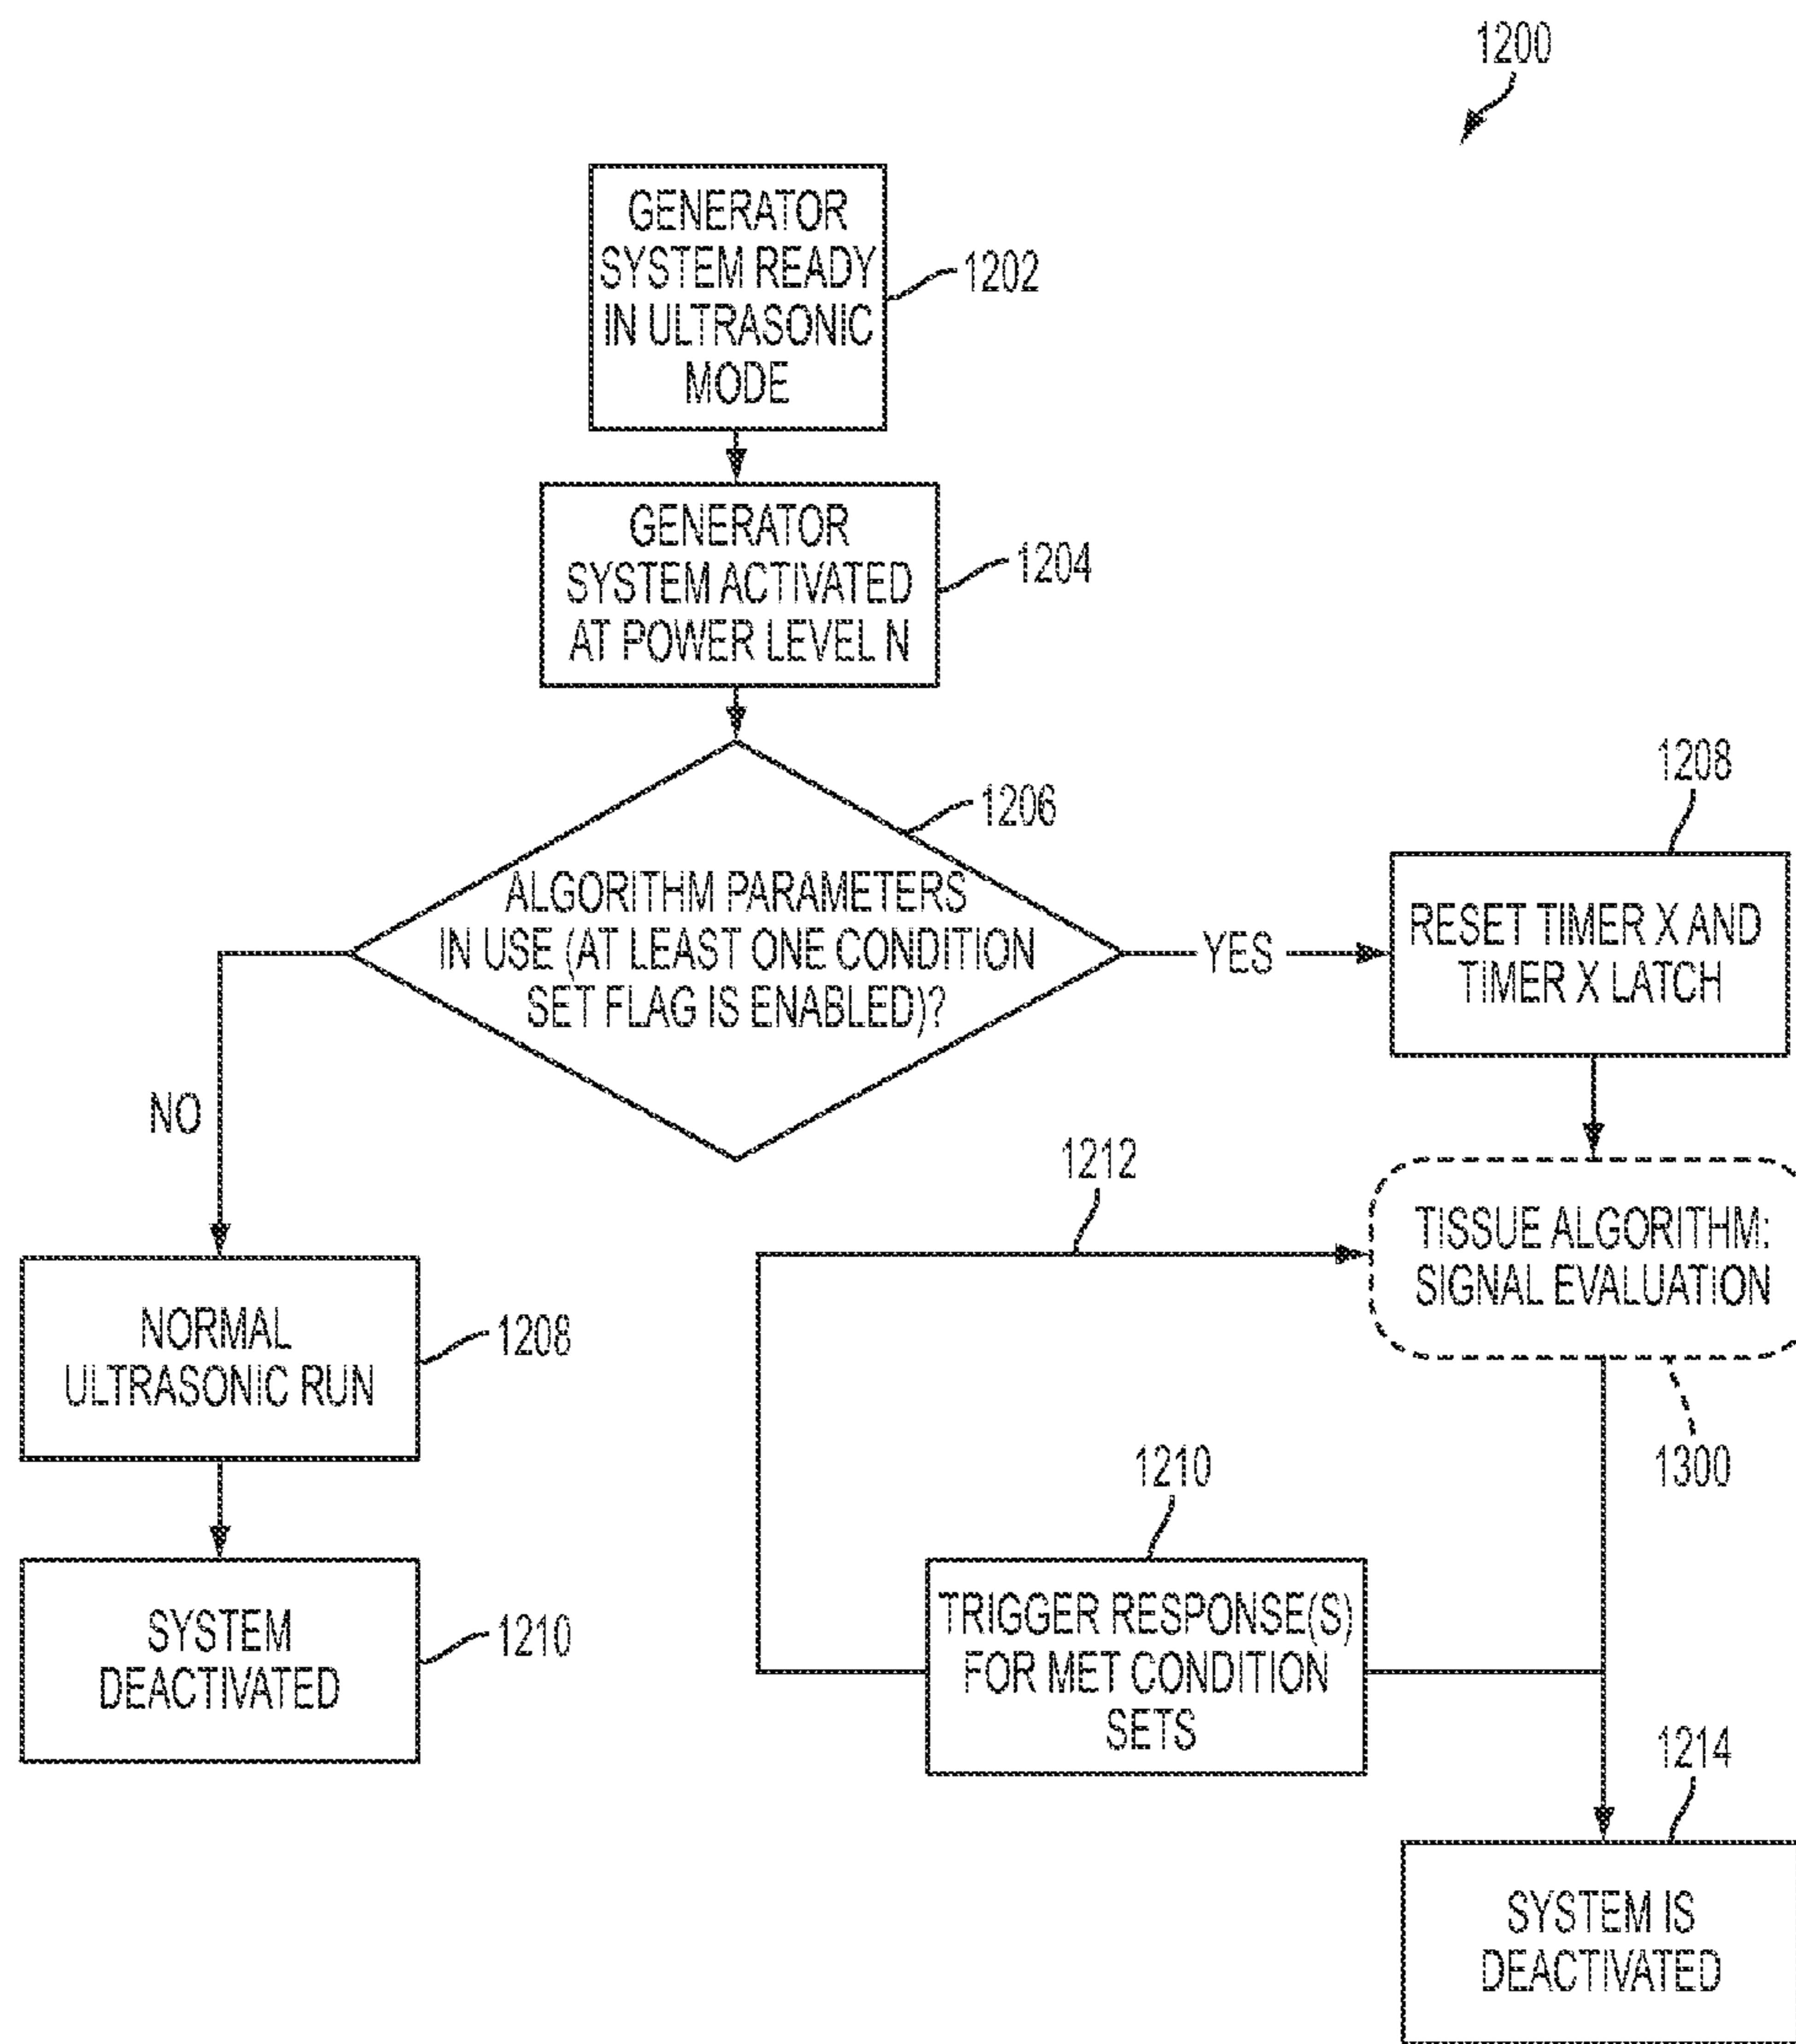 1200
GENERATOR
SYSTEM READY
IN ULTRASONIC
MODE
1202
GENERATOR
SYSTEM ACTIVATED
AT POWER LEVEL N
1204
1206
ALGORITHM PARAMETERS
IN USE (AT LEAST ONE CONDITION
SET FLAG IS ENABLED)?
YES
1208
RESET TIMER X AND
TIMER X LATCH
NO
1212
TISSUE ALGORITHM:
SIGNAL EVALUATION
1300
NORMAL
ULTRASONIC RUN
1208
1210
TRIGGER RESPONSE(S)
FOR MET CONDITION
SETS
SYSTEM
DEACTIVATED
1210
1214
SYSTEM IS
DEACTIVATED